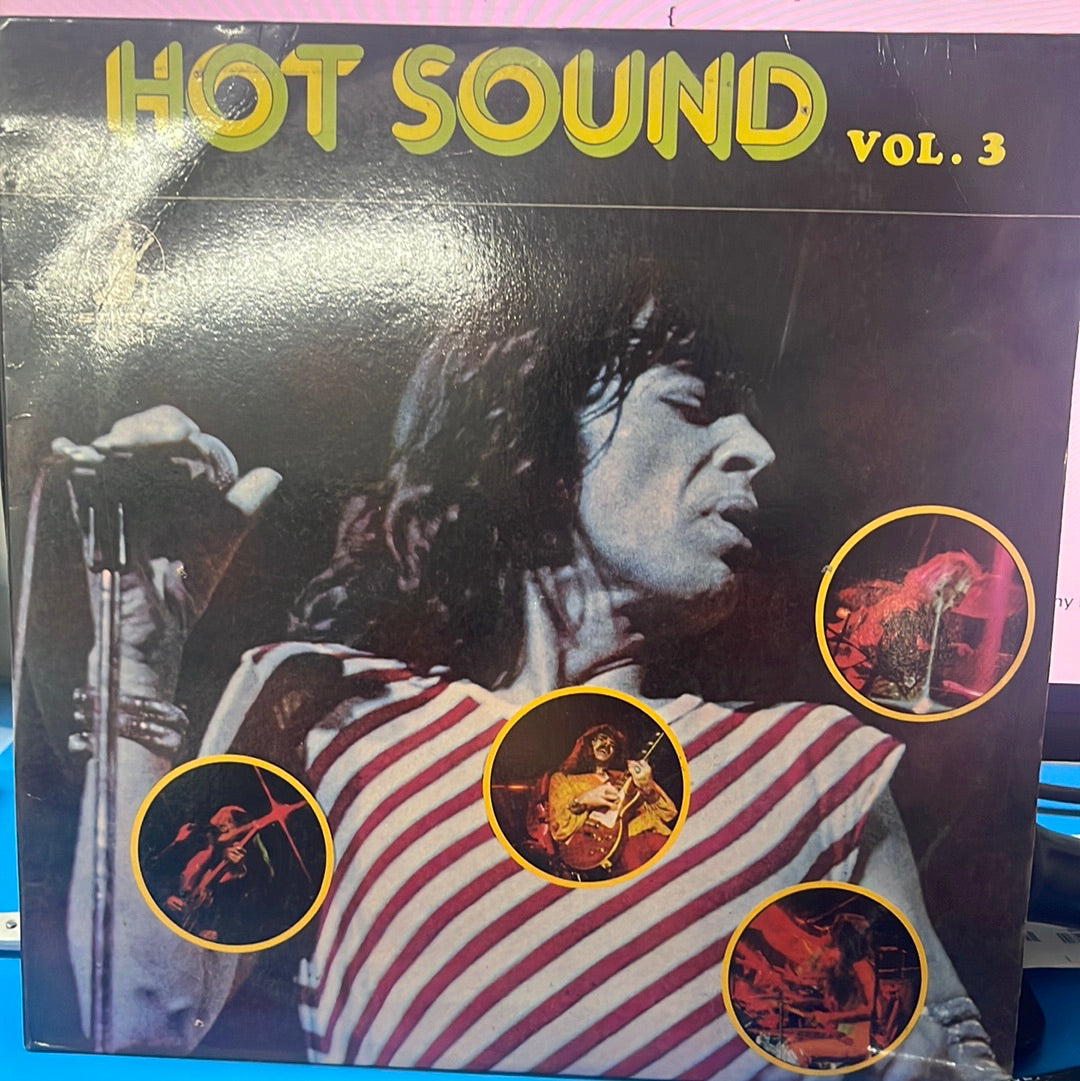 {
HOT SOUND
VOL. 3